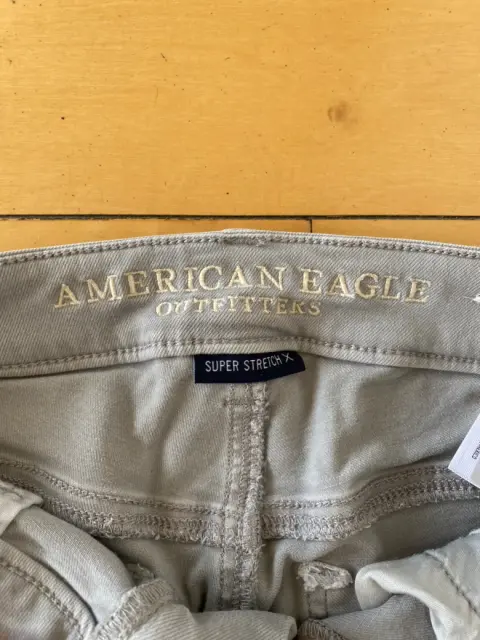 AMERICAN EAGLE
OUTFITTERS
SUPER STRETCH X